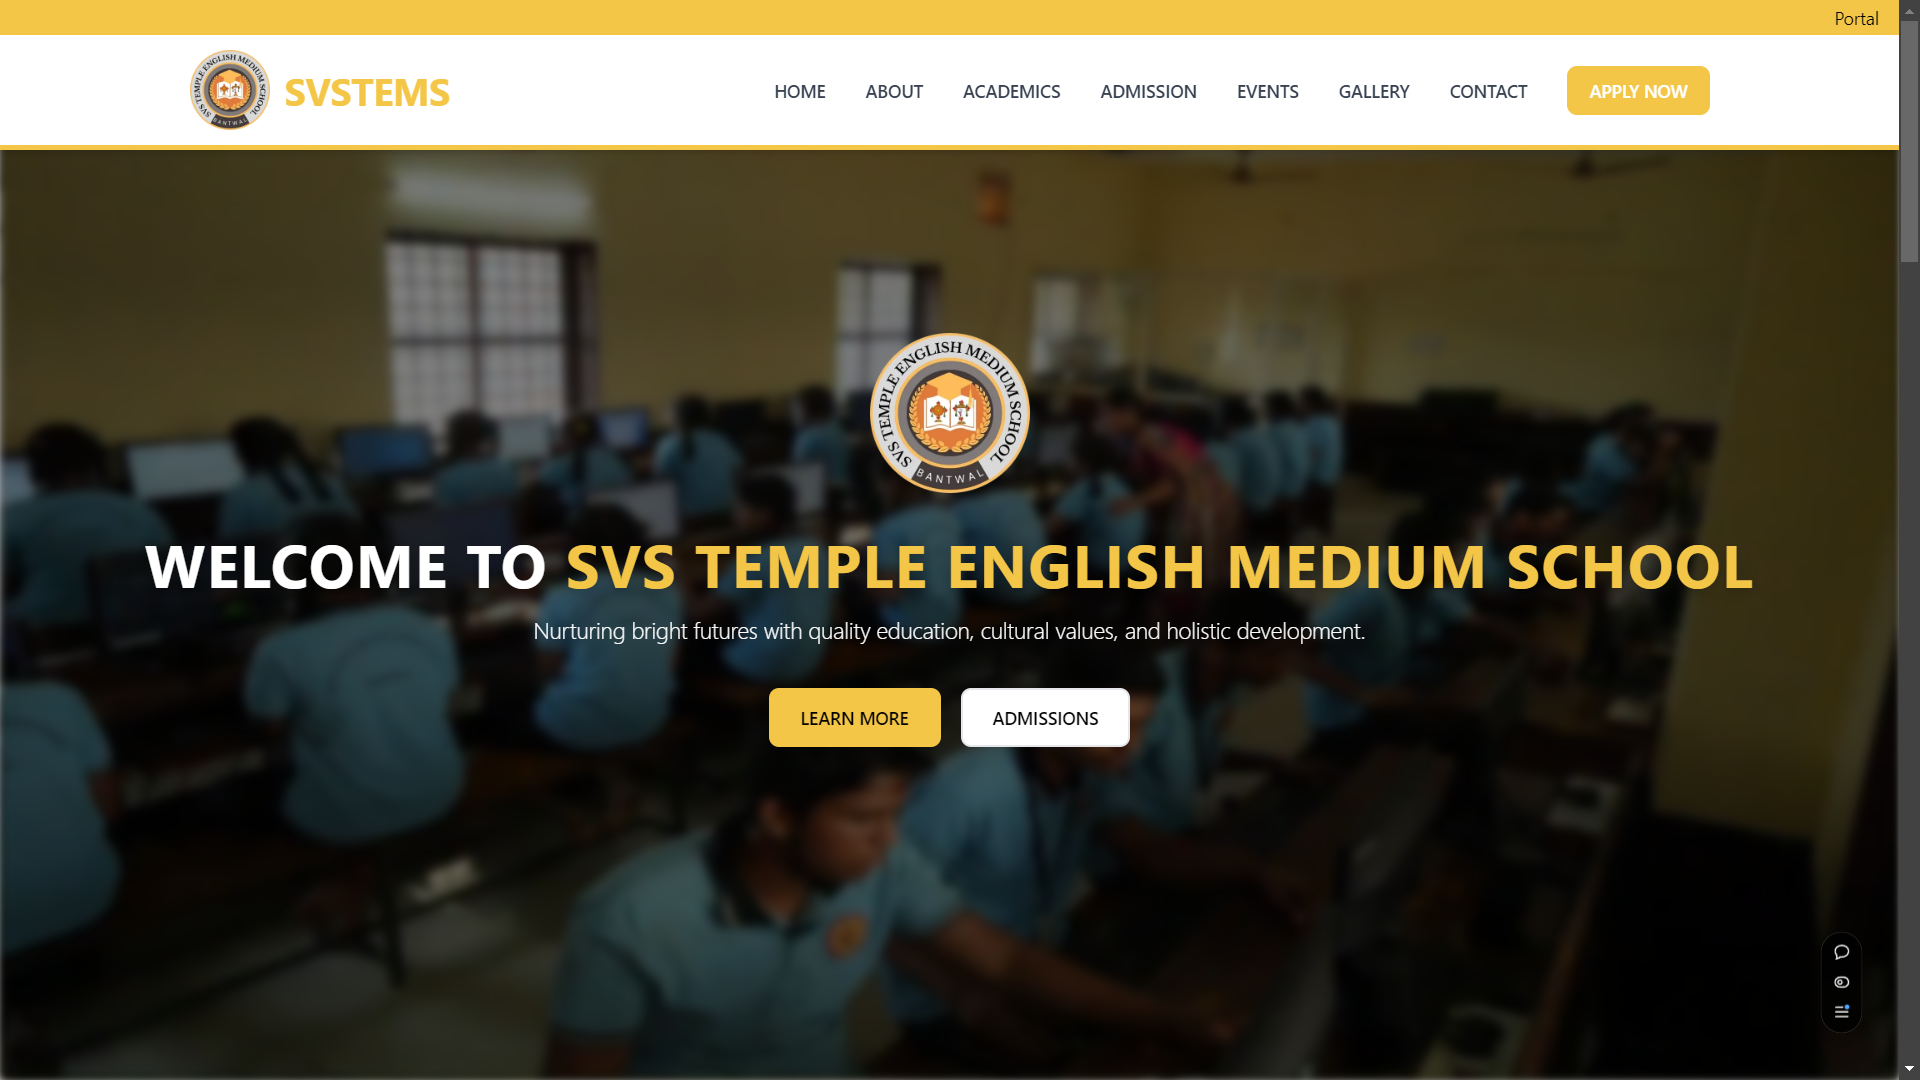 Portal
SVS TEMPLE ENGLISH MEDIUM SCHOOL
BANTWAL
SVSTEMS
HOME ABOUT ACADEMICS ADMISSION EVENTS GALLERY CONTACT APPLY NOW
SVS TEMPLE ENGLISH MEDIUM SCHOOL
BANTWAL
WELCOME TO SVS TEMPLE ENGLISH MEDIUM SCHOOL
Nurturing bright futures with quality education, cultural values, and holistic development.
LEARN MORE ADMISSIONS